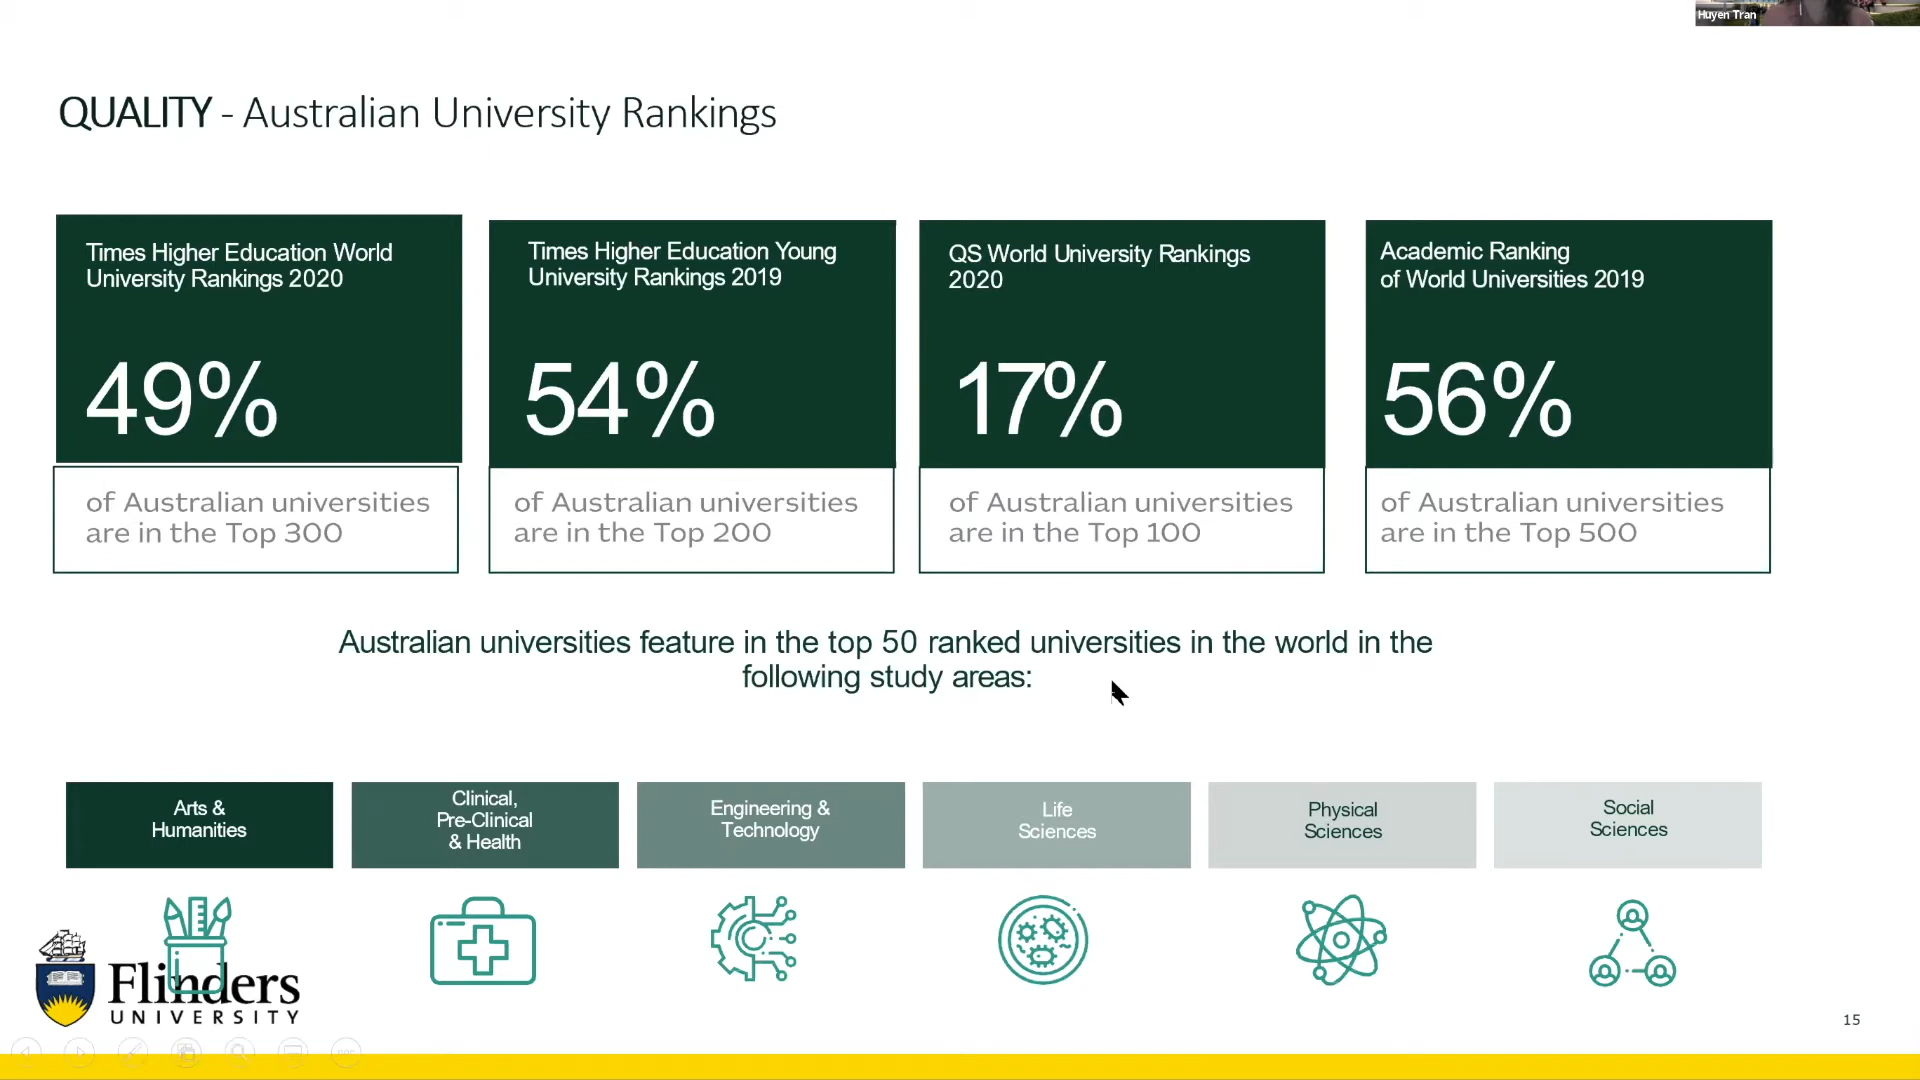 Huyen Tran
QUALITY - Australian University Rankings
Times Higher Education World
University Rankings 2020
49%
of Australian universities
are in the Top 300
Times Higher Education Young
University Rankings 2019
54%
of Australian universities
are in the Top 200
QS World University Rankings
2020
17%
of Australian universities
are in the Top 100
Academic Ranking
of World Universities 2019
56%
of Australian universities
are in the Top 500
Australian universities feature in the top 50 ranked universities in the world in the
following study areas:
Arts &
Humanities
Clinical,
Pre-Clinical
& Health
Engineering &
Technology
Life
Sciences
Physical
Sciences
Social
Sciences
Flinders
UNIVERSITY
15